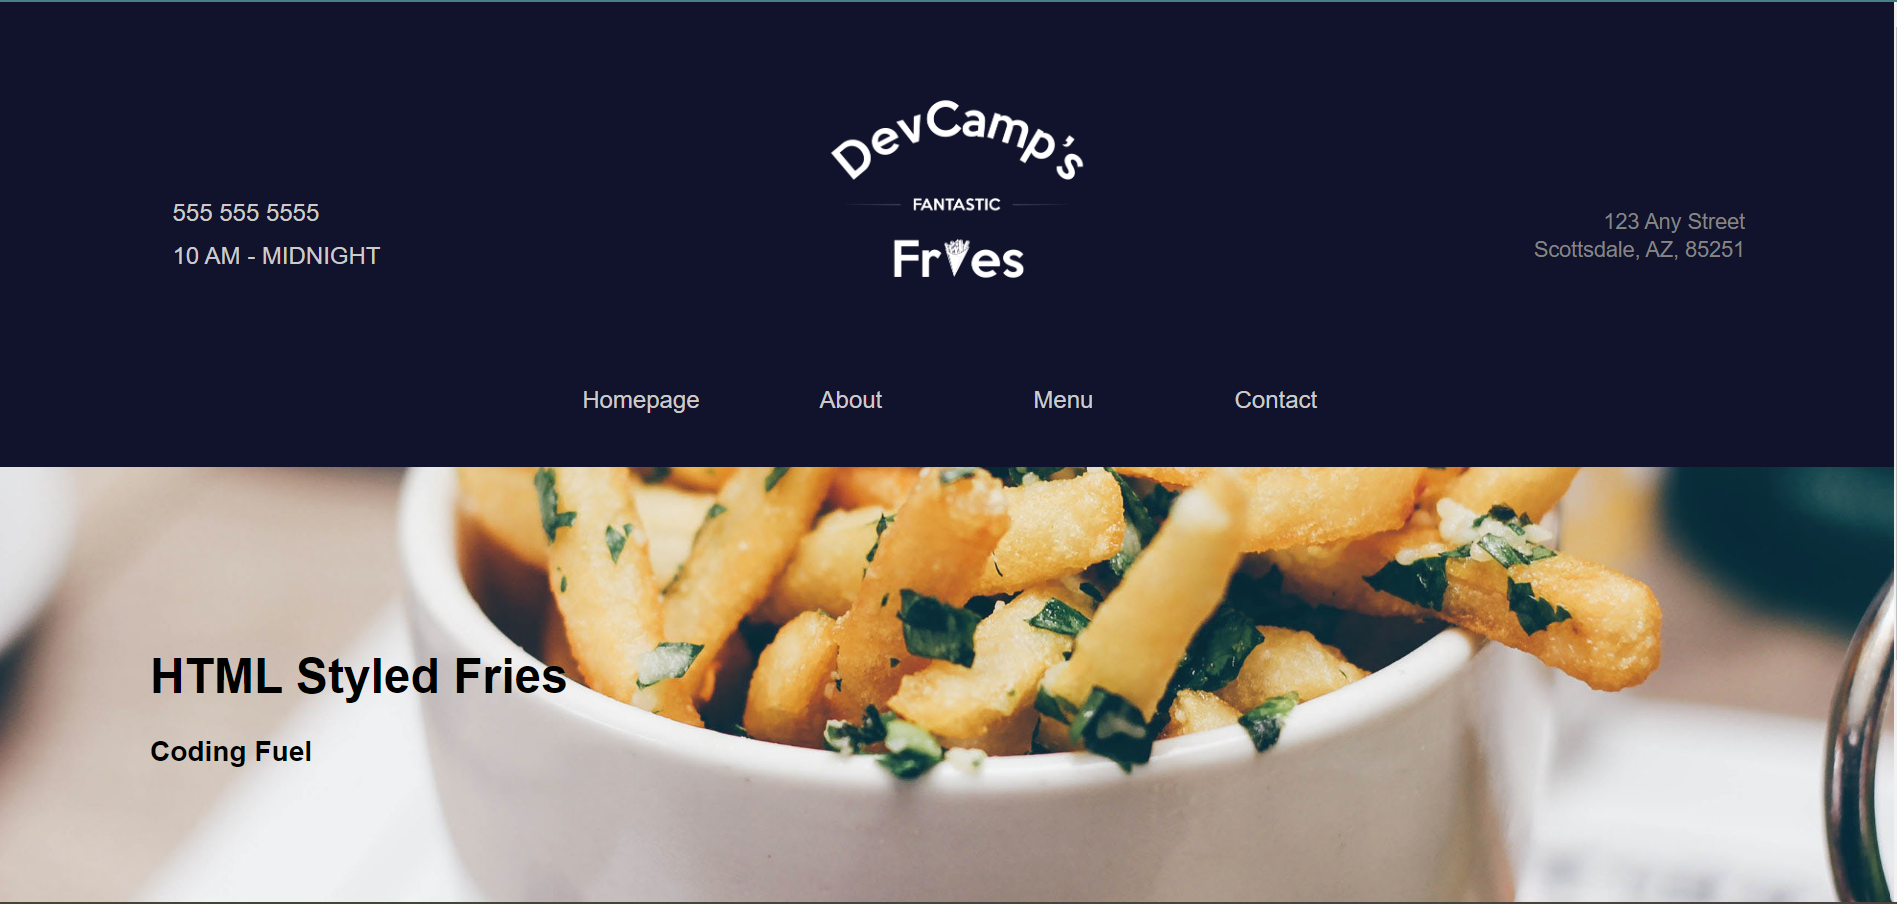 DevCamp's
FANTASTIC
Fries
555 555 5555
10 AM - MIDNIGHT
123 Any Street
Scottsdale, AZ, 85251
Homepage About Menu Contact
HTML Styled Fries
Coding Fuel